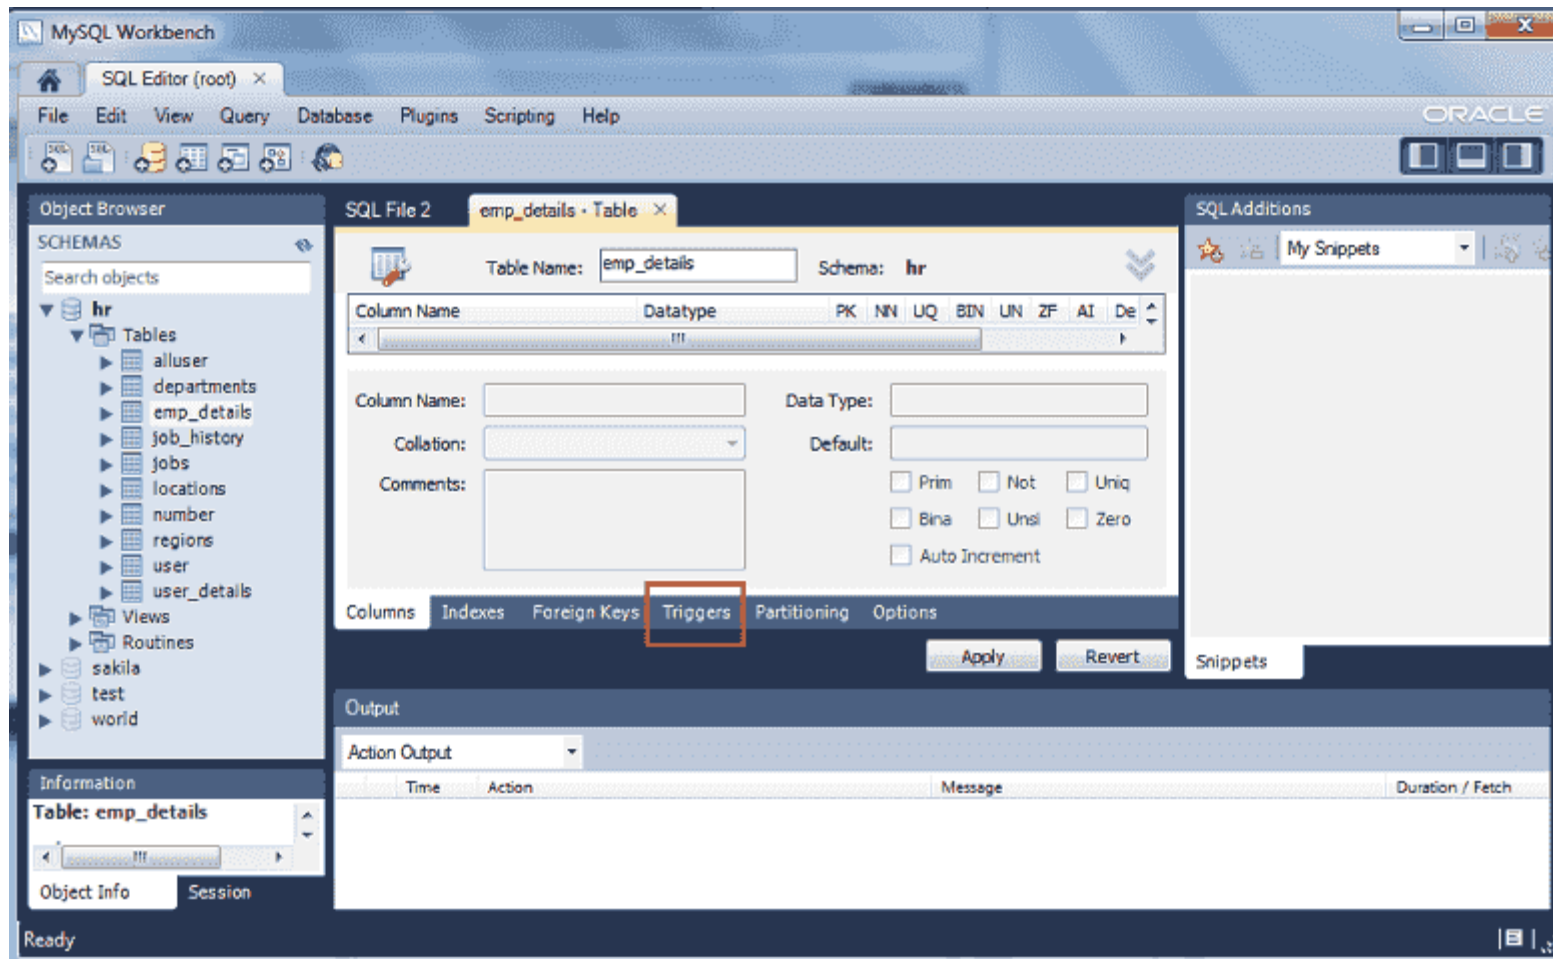 MySQL Workbench
SQL Editor (root)
File Edit View Query Database Plugins Scripting Help
ORACLE
Object Browser
SCHEMAS
Search objects
hr
Tables
alluser
departments
emp_details
job_history
jobs
locations
number
regions
user
user_details
Views
Routines
sakila
test
world
Information
Table: emp_details
Object Info Session
SQL File 2 emp_details - Table
Table Name: emp_details Schema: hr
Column Name Datatype PK NN UQ BIN UN ZF AI De
Column Name: Data Type:
Collation: Default:
Comments: Prim Not Uniq
Bina Unsi Zero
Auto Increment
Columns Indexes Foreign Keys Triggers Partitioning Options
Apply Revert
Output
Action Output
Time Action Message Duration / Fetch
SQL Additions
My Snippets
Snippets
Ready